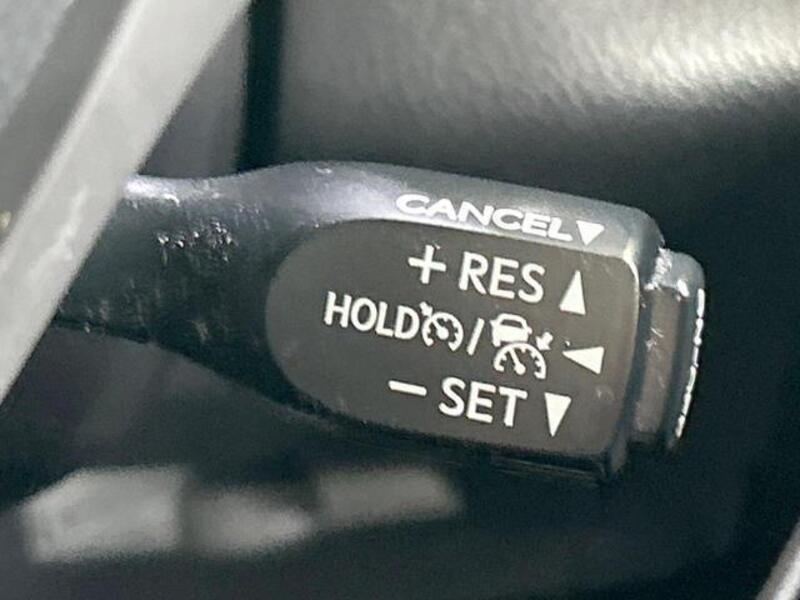 CANCEL▼
+ RES ▲
HOLD / ◀
− SET ▼